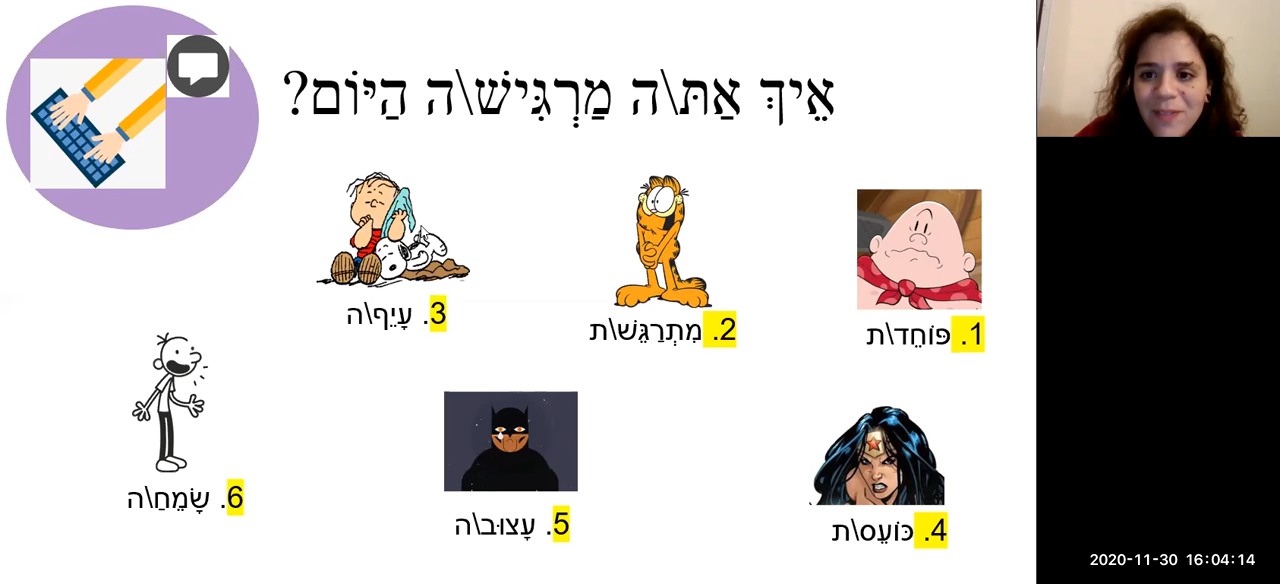 אֵיךְ אַתּ\ה מַרְגִּישׁ\ה הַיּוֹם?
1. פּוֹחֵד\ת
2. מִתְרַגֵּשׁ\ת
3. עָיֵף\ה
4. כּוֹעֵס\ת
5. עָצוּב\ה
6. שָׂמֵחַ\ה
2020-11-30 16:04:14